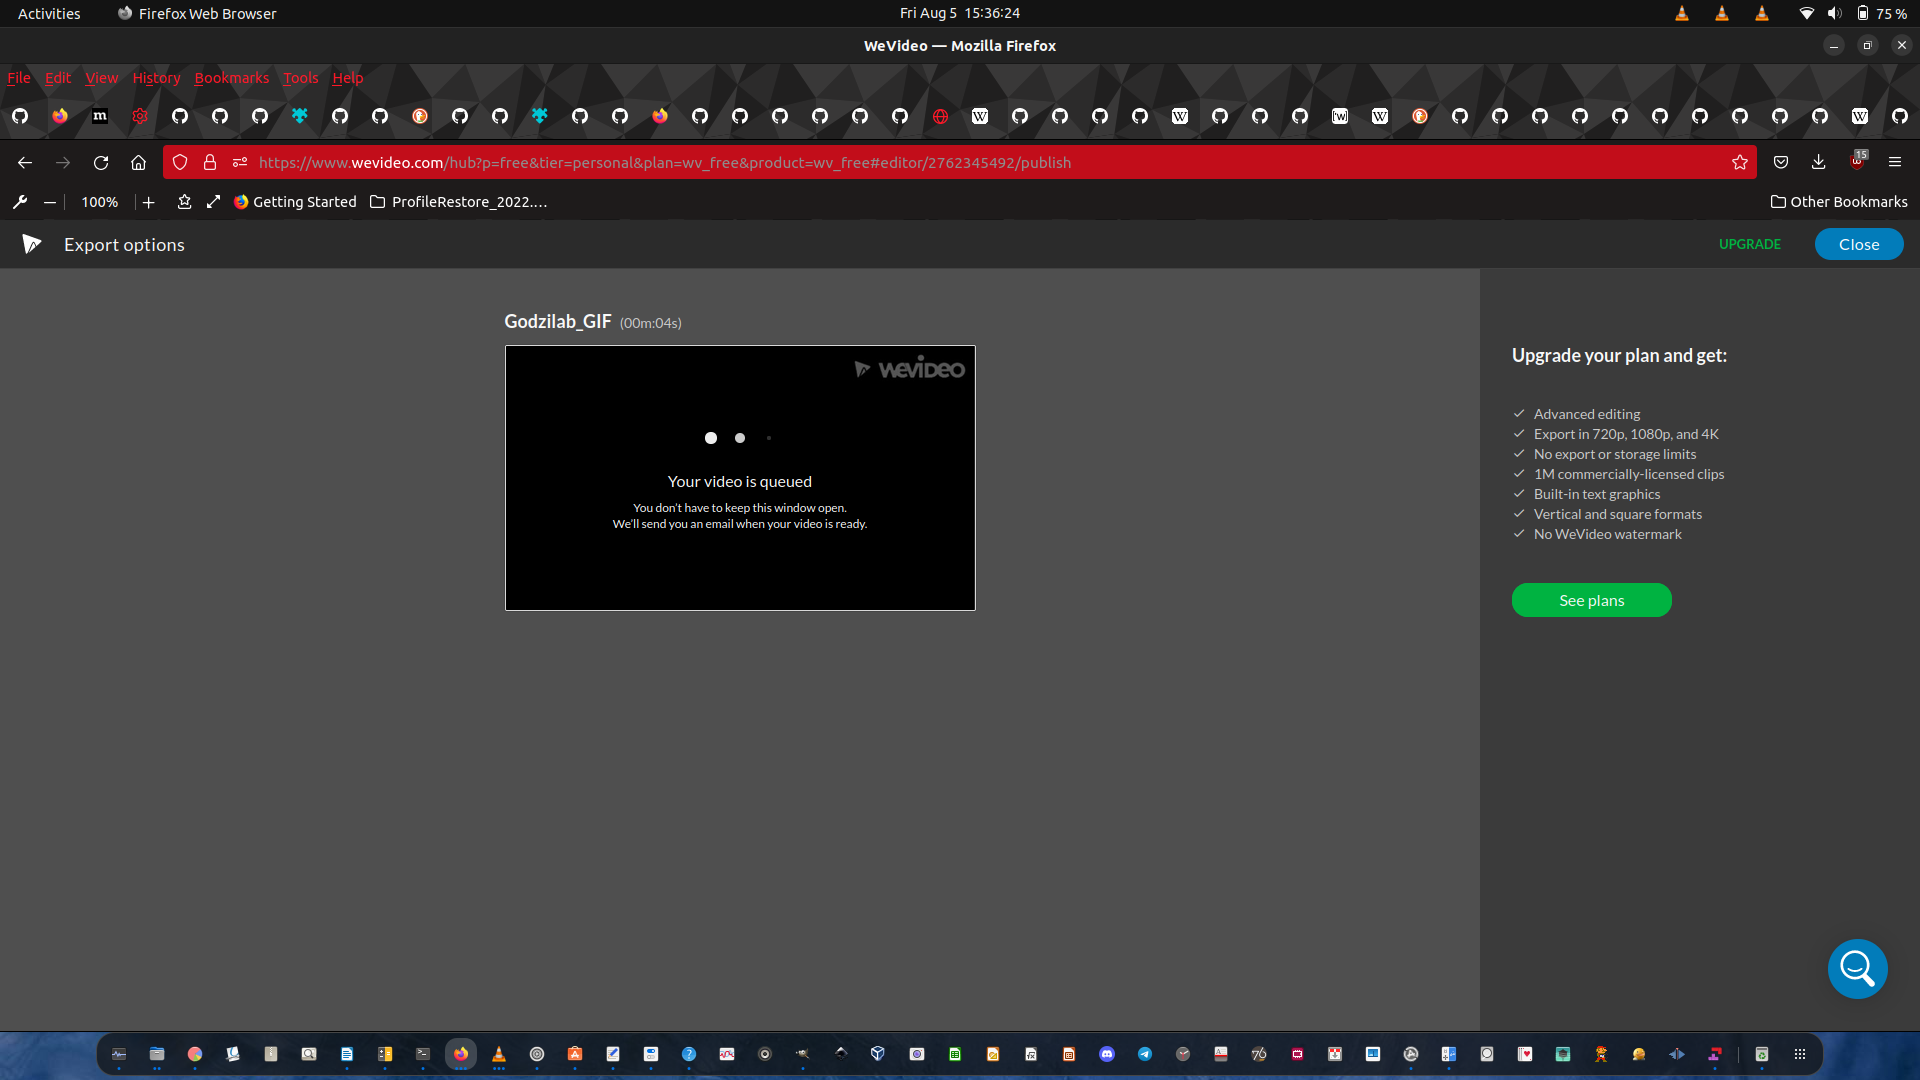 Activities Firefox Web Browser Fri Aug 5 15:36:24 75 %
WeVideo — Mozilla Firefox
File Edit View History Bookmarks Tools Help
https://www.wevideo.com/hub?p=free&tier=personal&plan=wv_free&product=wv_free#editor/2762345492/publish 15
100% Getting Started ProfileRestore_2022.… Other Bookmarks
Export options UPGRADE Close
Godzilab_GIF (00m:04s)
WeVideo
Your video is queued
You don't have to keep this window open.
We'll send you an email when your video is ready.
Upgrade your plan and get:
Advanced editing
Export in 720p, 1080p, and 4K
No export or storage limits
1M commercially-licensed clips
Built-in text graphics
Vertical and square formats
No WeVideo watermark
See plans